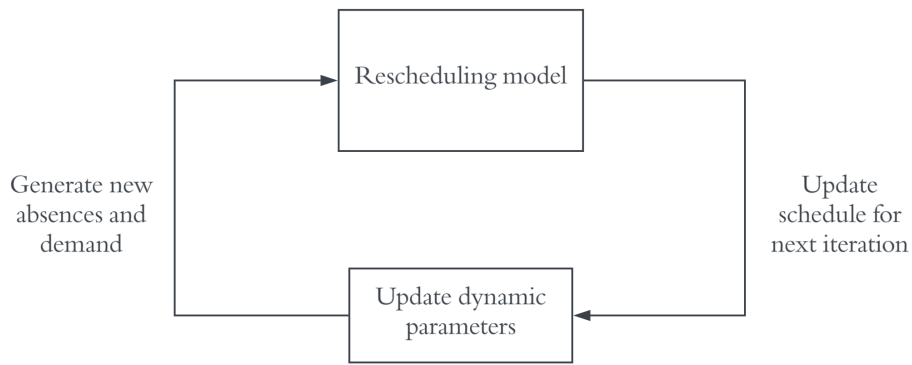 Rescheduling model
Generate new
absences and
demand
Update
schedule for
next iteration
Update dynamic
parameters